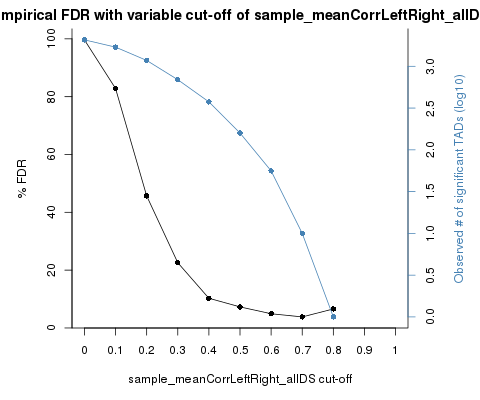 mpirical FDR with variable cut-off of sample_meanCorrLeftRight_allD
100
80
60
40
20
0
% FDR
3.0
2.5
2.0
1.5
1.0
0.5
0.0
Observed # of significant TADs (log10)
0 0.1 0.2 0.3 0.4 0.5 0.6 0.7 0.8 0.9 1
sample_meanCorrLeftRight_allDS cut-off